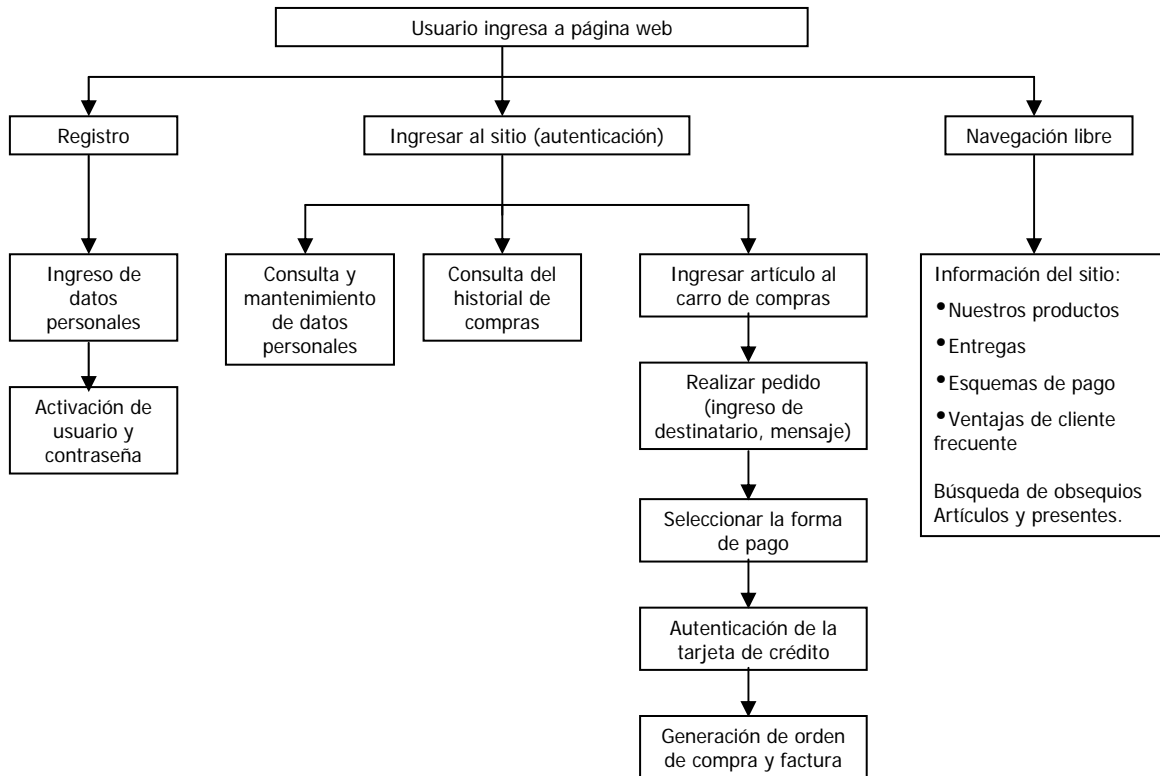 Usuario ingresa a página web
Registro
Ingresar al sitio (autenticación)
Navegación libre
Ingreso de
datos
personales
Consulta y
mantenimiento
de datos
personales
Consulta del
historial de
compras
Ingresar artículo al
carro de compras
Información del sitio:
•Nuestros productos
•Entregas
•Esquemas de pago
•Ventajas de cliente
frecuente
Búsqueda de obsequios
Artículos y presentes.
Activación de
usuario y
contraseña
Realizar pedido
(ingreso de
destinatario, mensaje)
Seleccionar la forma
de pago
Autenticación de la
tarjeta de crédito
Generación de orden
de compra y factura